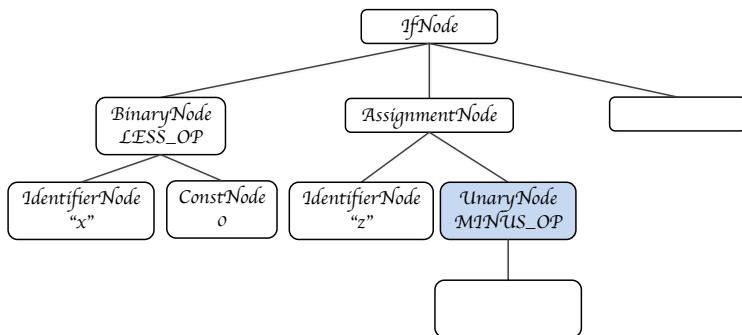 IfNode
BinaryNode
LESS_OP
AssignmentNode
IdentifierNode
“x”
ConstNode
0
IdentifierNode
“z”
UnaryNode
MINUS_OP